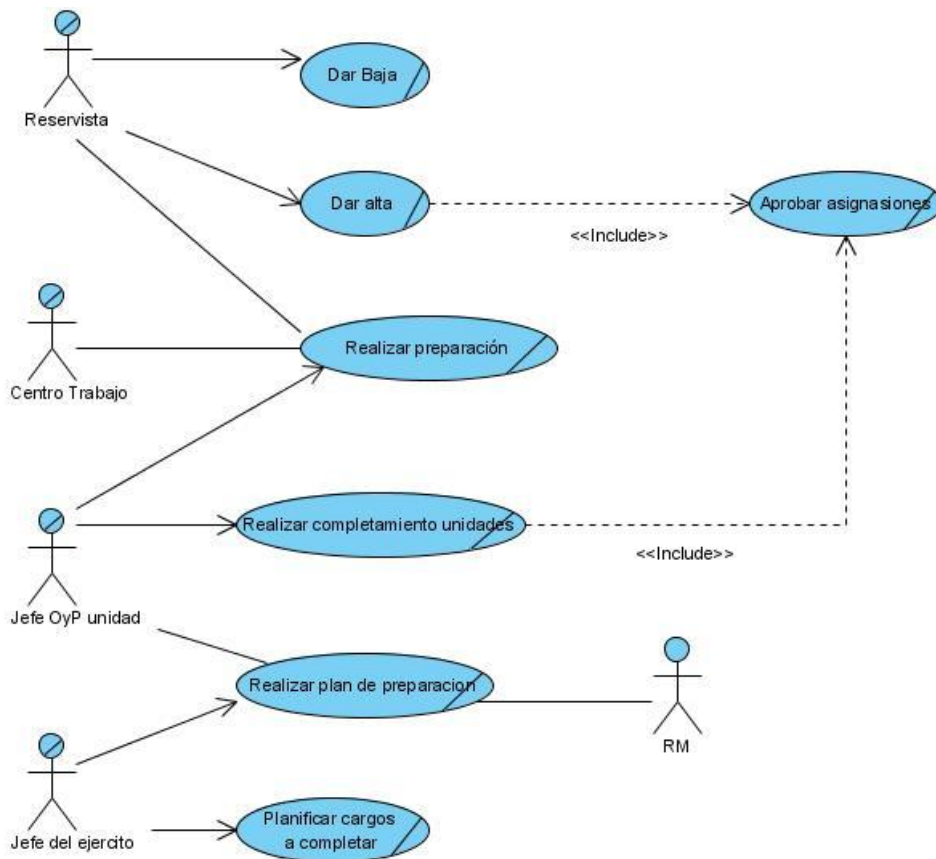 Dar Baja
Reservista
Dar alta
Aprobar asignasiones
<<Include>>
Realizar preparación
Centro Trabajo
Realizar completamiento unidades
<<Include>>
Jefe OyP unidad
Realizar plan de preparacion
RM
Planificar cargos
a completar
Jefe del ejercito